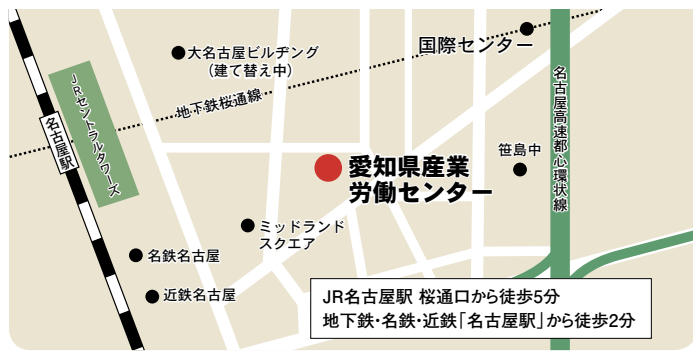 大名古屋ビルヂング
(建て替え中)
国際センター
地下鉄桜通線
JRセントラルタワーズ
名古屋駅
名古屋高速都心環状線
笹島中
愛知県産業
労働センター
ミッドランド
スクエア
名鉄名古屋
近鉄名古屋
JR名古屋駅 桜通口から徒歩5分
地下鉄・名鉄・近鉄「名古屋駅」から徒歩2分